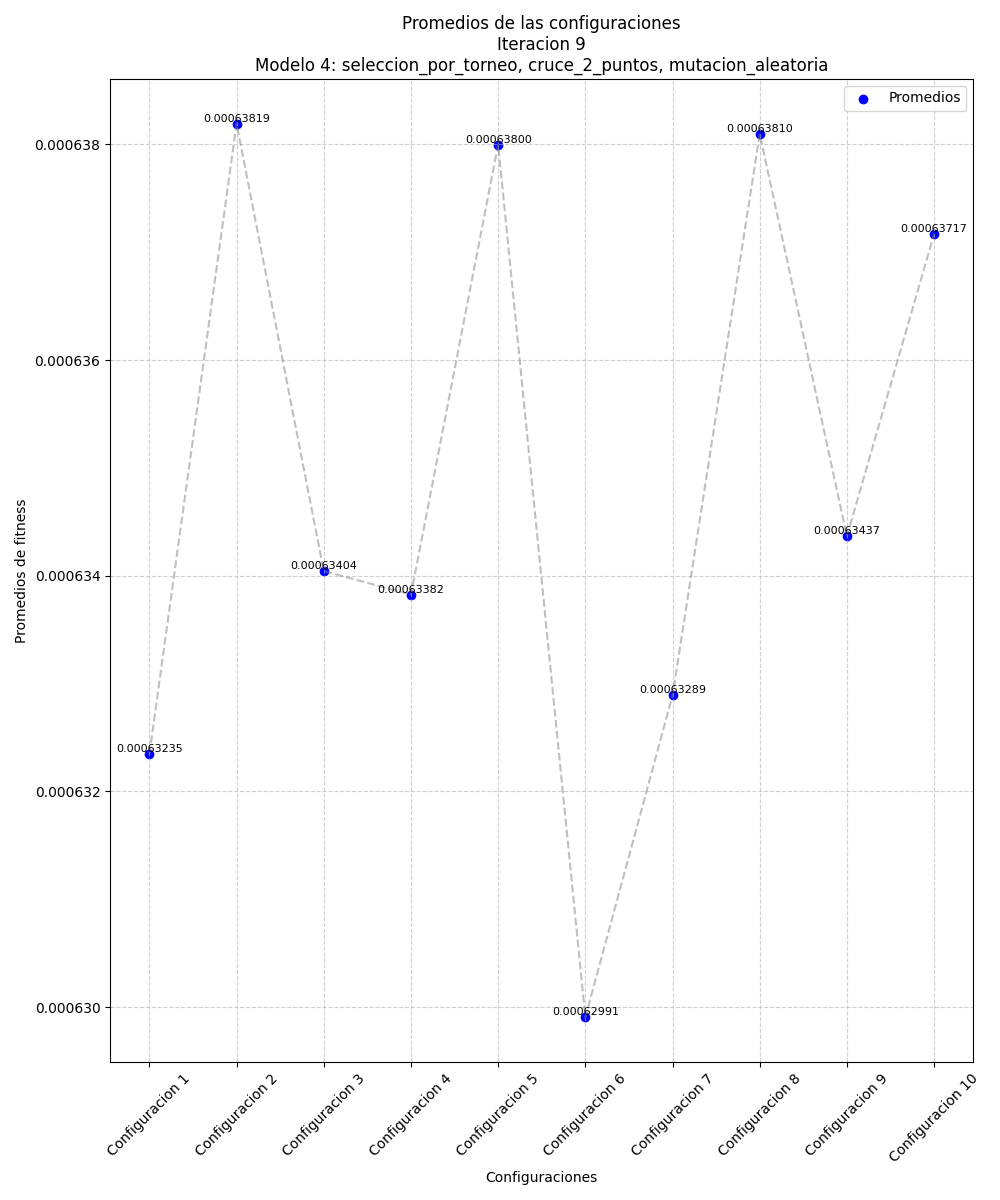 Promedios de las configuraciones
Iteracion 9
Modelo 4: seleccion_por_torneo, cruce_2_puntos, mutacion_aleatoria
Promedios
0.00063819
0.00063800
0.00063810
0.00063717
0.00063404
0.00063382
0.00063437
0.00063289
0.00063235
0.00062991
0.000638
0.000636
0.000634
0.000632
0.000630
Promedios de fitness
Configuracion 1
Configuracion 2
Configuracion 3
Configuracion 4
Configuracion 5
Configuracion 6
Configuracion 7
Configuracion 8
Configuracion 9
Configuracion 10
Configuraciones